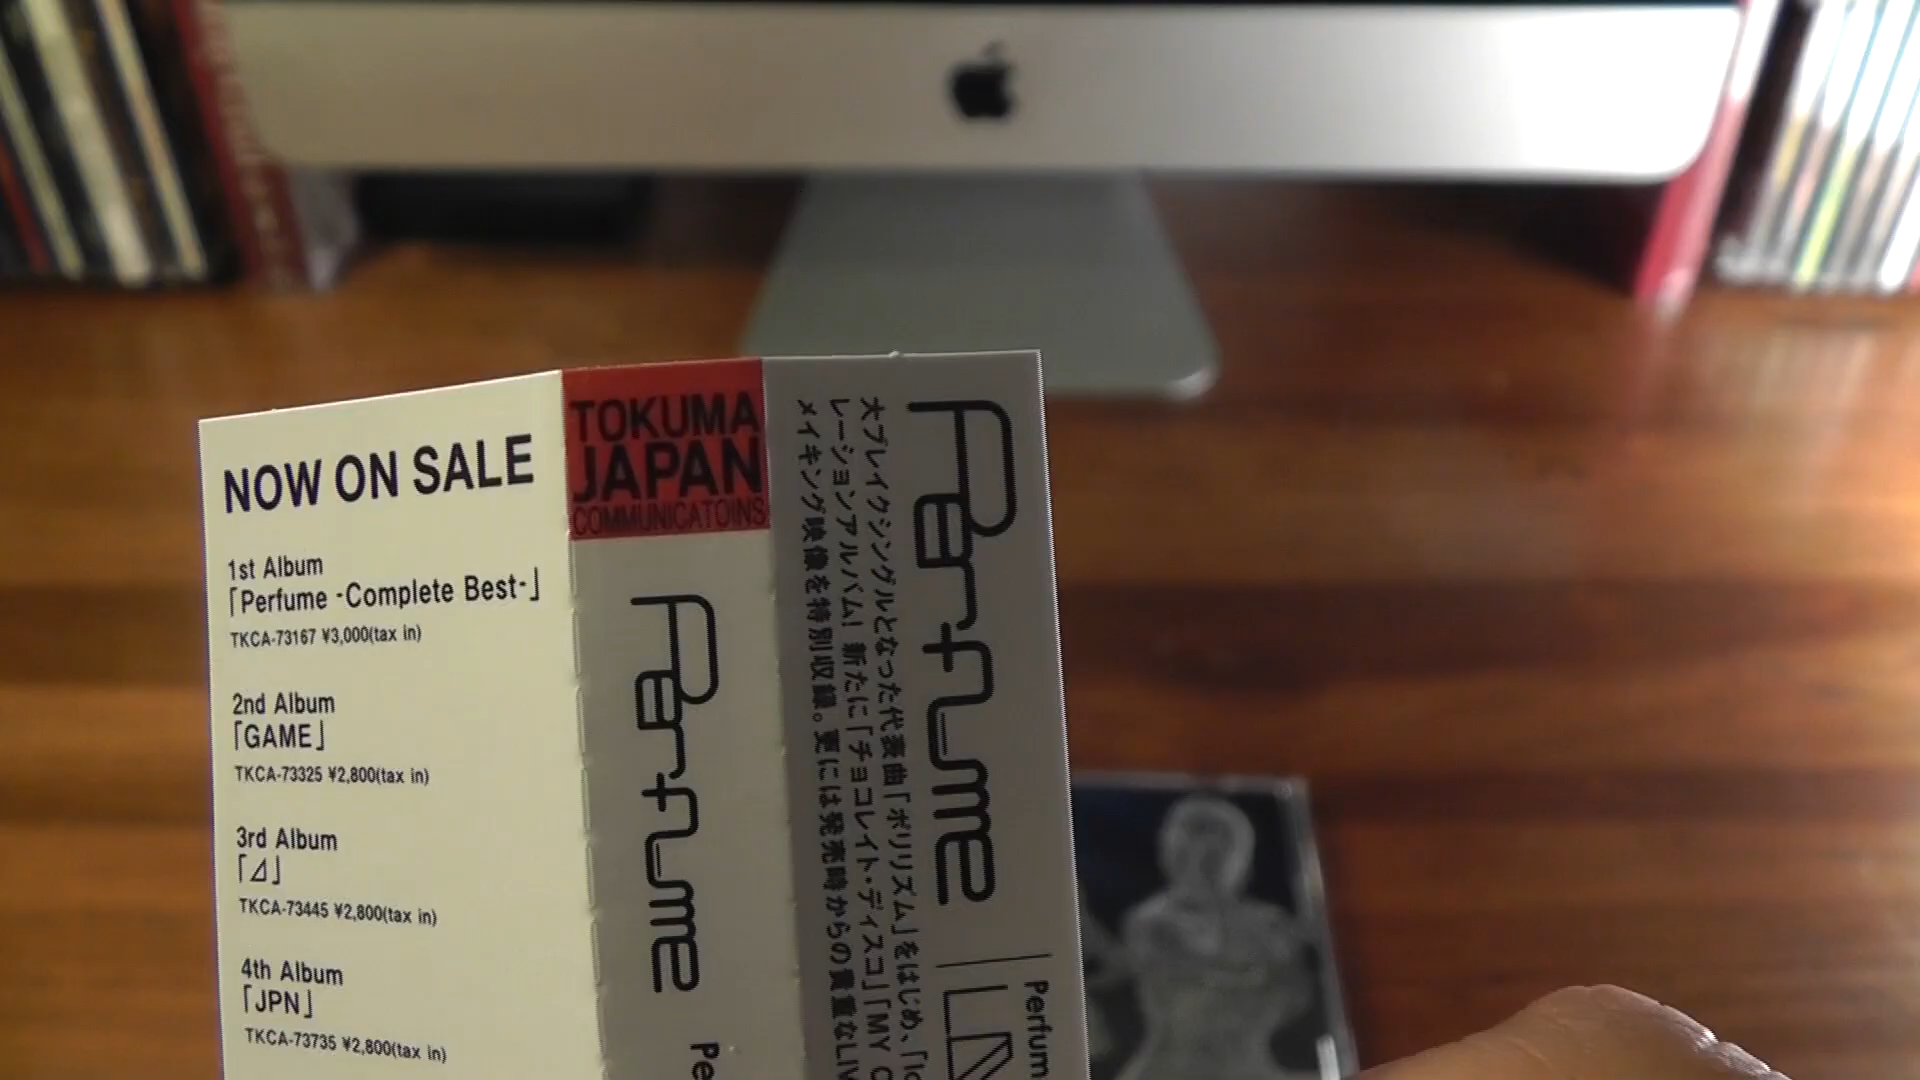 NOW ON SALE
1st Album
「Perfume -Complete Best-」
TKCA-73167 ¥3,000(tax in)
2nd Album
「GAME」
TKCA-73325 ¥2,800(tax in)
3rd Album
「⊿」
TKCA-73445 ¥2,800(tax in)
4th Album
「JPN」
TKCA-73735 ¥2,800(tax in)
TOKUMA
JAPAN
COMMUNICATOINS
Perfume
Perfume
大ブレイクシングルとなった代表曲「ポリリズム」をはじめ、
レーションアルバム! 新たに「チョコレイト・ディスコ」「MY
メイキング映像を特別収録。更には発売時からの貴重なLIV